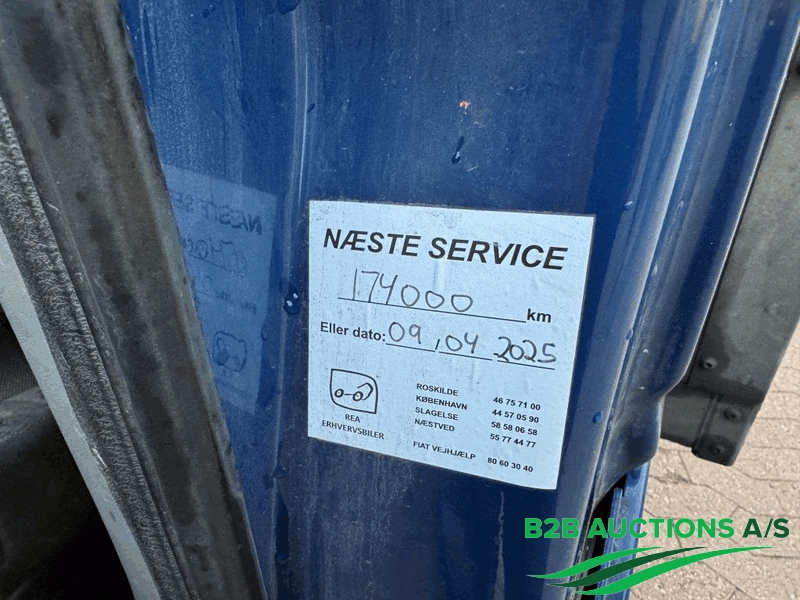 NÆSTE SERVICE
174000 km
Eller dato: 09,04 2025
REA
ERHVERVSBILER
ROSKILDE 46 75 71 00
KØBENHAVN 44 57 05 90
SLAGELSE 58 58 06 58
NÆSTVED 55 77 44 77
FIAT VEJHJÆLP 80 60 30 40
B2B AUCTIONS A/S